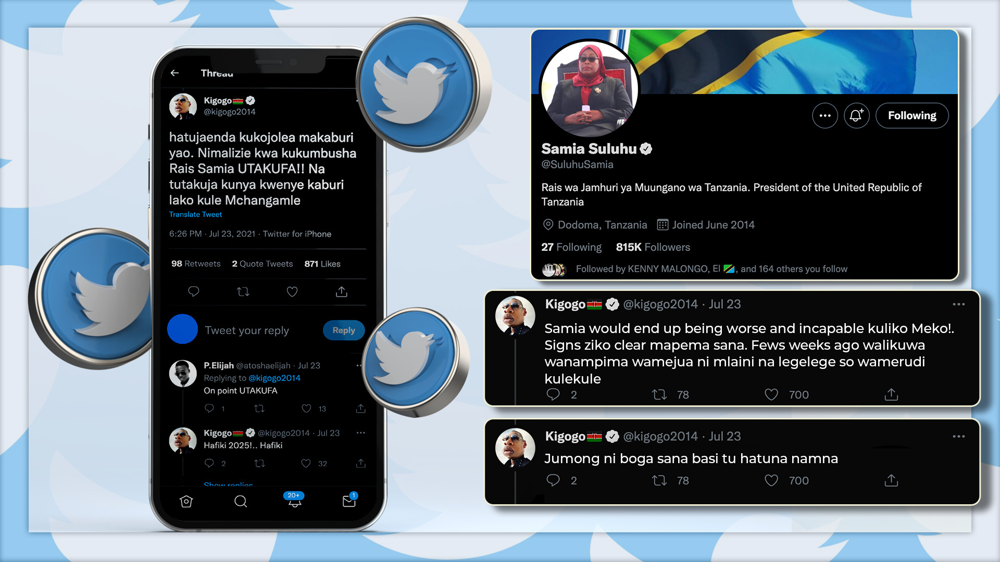 Thread
Kigogo
@kigogo2014
hatujaenda kukojolea makaburi
yao. Nimalizie kwa kukumbusha
Rais Samia UTAKUFA!! Na
tutakuja kunya kwenye kaburi
lako kule Mchangamle
Translate Tweet
6:26 PM · Jul 23, 2021 · Twitter for iPhone
98 Retweets 2 Quote Tweets 871 Likes
Tweet your reply
Reply
P.Elijah @atoshaelijah · Jul 23
Replying to @kigogo2014
On point UTAKUFA
1 13
Kigogo @kigogo2014 · Jul 23
Hafiki 2025!.. Hafiki
2 32
Show replies
20+
1
Following
Samia Suluhu
@SuluhuSamia
Rais wa Jamhuri ya Muungano wa Tanzania. President of the United Republic of
Tanzania
Dodoma, Tanzania Joined June 2014
27 Following 815K Followers
Followed by KENNY MALONGO, El , and 164 others you follow
Kigogo @kigogo2014 · Jul 23
Samia would end up being worse and incapable kuliko Meko!.
Signs ziko clear mapema sana. Fews weeks ago walikuwa
wanampima wamejua ni mlaini na legelege so wamerudi
kulekule
2 78 700
Kigogo @kigogo2014 · Jul 23
Jumong ni boga sana basi tu hatuna namna
2 78 700